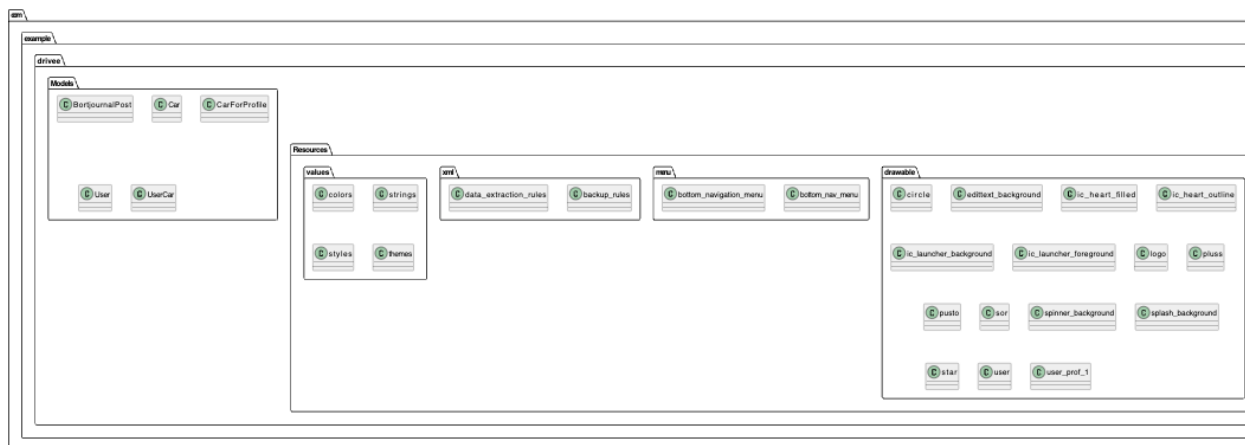 com
example
drivee
Models
C BortjournalPost C Car C CarForProfile
C User C UserCar
Resources
values
C colors C strings
C styles C themes
xml
C data_extraction_rules C backup_rules
menu
C bottom_navigation_menu C bottom_nav_menu
drawable
C circle C edittext_background C ic_heart_filled C ic_heart_outline
C ic_launcher_background C ic_launcher_foreground C logo C pluss
C pusto C sor C spinner_background C splash_background
C star C user C user_prof_1